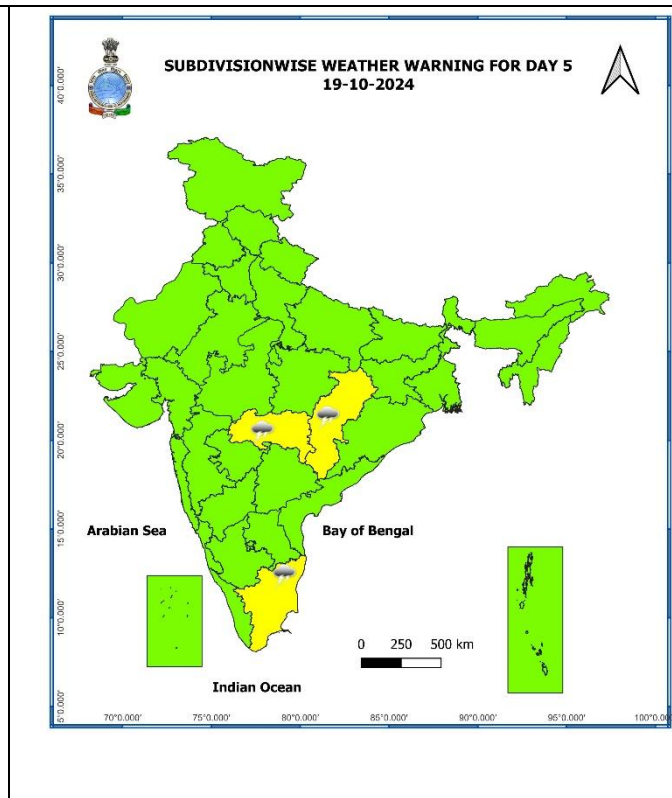 SUBDIVISIONWISE WEATHER WARNING FOR DAY 5
19-10-2024
40°0.000'
35°0.000'
30°0.000'
25°0.000'
20°0.000'
15°0.000'
10°0.000'
5°0.000'
Arabian Sea
Bay of Bengal
0 250 500 km
Indian Ocean
70°0.000' 75°0.000' 80°0.000' 85°0.000' 90°0.000' 95°0.000' 100°0.00